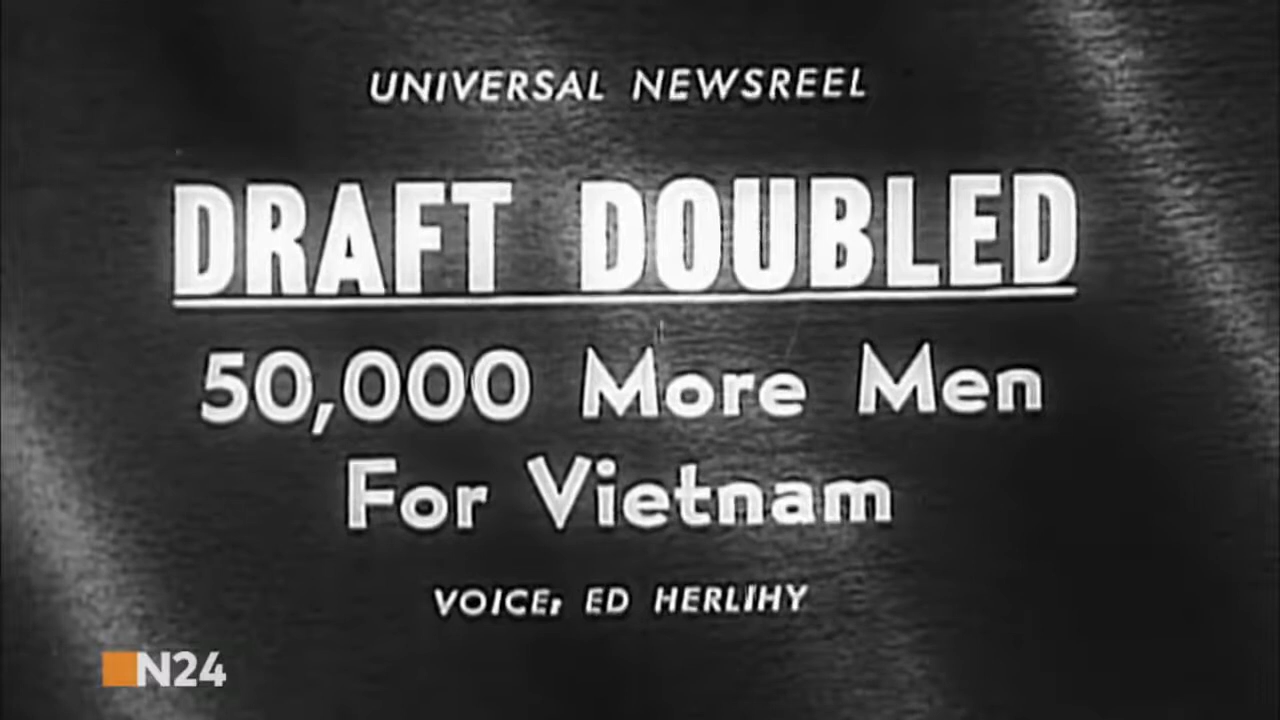 UNIVERSAL NEWSREEL
DRAFT DOUBLED
50,000 More Men
For Vietnam
VOICE: ED HERLIHY
N24